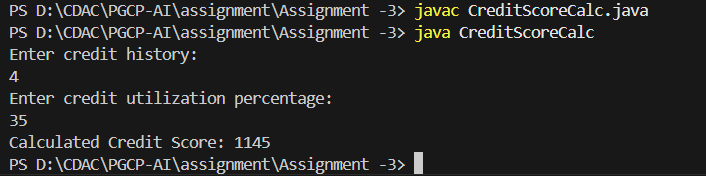 PS D:\CDAC\PGCP-AI\assignment\Assignment -3> javac CreditScoreCalc.java
PS D:\CDAC\PGCP-AI\assignment\Assignment -3> java CreditScoreCalc
Enter credit history:
4
Enter credit utilization percentage:
35
Calculated Credit Score: 1145
PS D:\CDAC\PGCP-AI\assignment\Assignment -3>